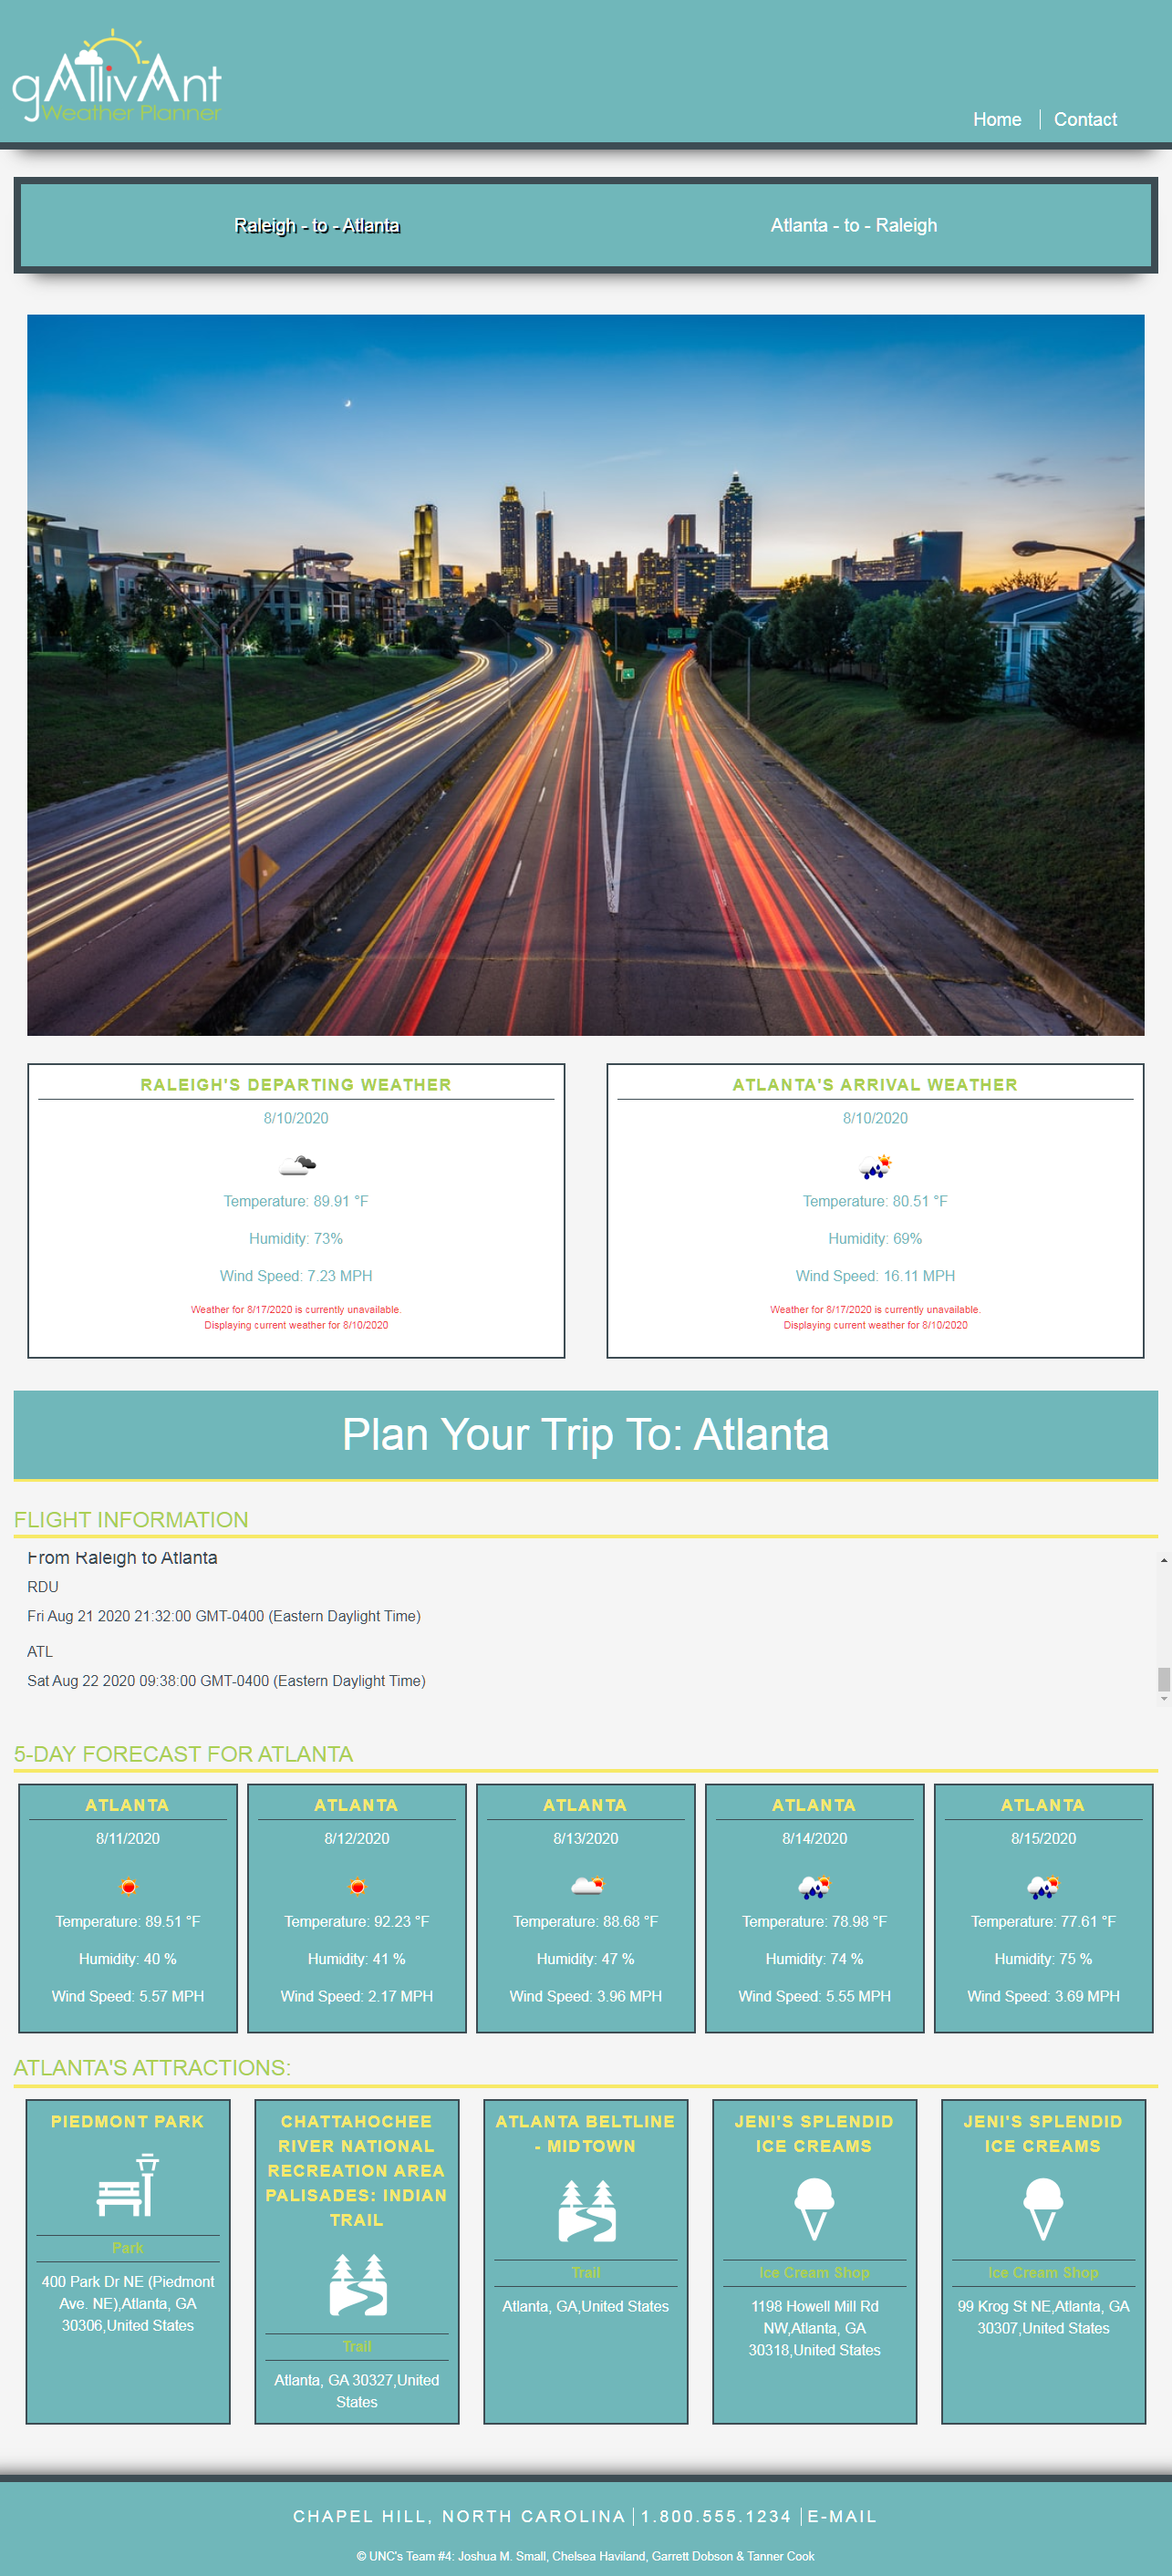 gAllivAnt
Weather Planner
Home
Contact
Raleigh - to - Atlanta
Atlanta - to - Raleigh
RALEIGH'S DEPARTING WEATHER
8/10/2020
Temperature: 89.91 °F
Humidity: 73%
Wind Speed: 7.23 MPH
Weather for 8/17/2020 is currently unavailable.
Displaying current weather for 8/10/2020
ATLANTA'S ARRIVAL WEATHER
8/10/2020
Temperature: 80.51 °F
Humidity: 69%
Wind Speed: 16.11 MPH
Weather for 8/17/2020 is currently unavailable.
Displaying current weather for 8/10/2020
Plan Your Trip To: Atlanta
FLIGHT INFORMATION
From Raleigh to Atlanta
RDU
Fri Aug 21 2020 21:32:00 GMT-0400 (Eastern Daylight Time)
ATL
Sat Aug 22 2020 09:38:00 GMT-0400 (Eastern Daylight Time)
5-DAY FORECAST FOR ATLANTA
ATLANTA
8/11/2020
Temperature: 89.51 °F
Humidity: 40 %
Wind Speed: 5.57 MPH
ATLANTA
8/12/2020
Temperature: 92.23 °F
Humidity: 41 %
Wind Speed: 2.17 MPH
ATLANTA
8/13/2020
Temperature: 88.68 °F
Humidity: 47 %
Wind Speed: 3.96 MPH
ATLANTA
8/14/2020
Temperature: 78.98 °F
Humidity: 74 %
Wind Speed: 5.55 MPH
ATLANTA
8/15/2020
Temperature: 77.61 °F
Humidity: 75 %
Wind Speed: 3.69 MPH
ATLANTA'S ATTRACTIONS:
PIEDMONT PARK
Park
400 Park Dr NE (Piedmont
Ave. NE),Atlanta, GA
30306,United States
CHATTAHOCHEE
RIVER NATIONAL
RECREATION AREA
PALISADES: INDIAN
TRAIL
Trail
Atlanta, GA 30327,United
States
ATLANTA BELTLINE
- MIDTOWN
Trail
Atlanta, GA,United States
JENI'S SPLENDID
ICE CREAMS
Ice Cream Shop
1198 Howell Mill Rd
NW,Atlanta, GA
30318,United States
JENI'S SPLENDID
ICE CREAMS
Ice Cream Shop
99 Krog St NE,Atlanta, GA
30307,United States
CHAPEL HILL, NORTH CAROLINA
1.800.555.1234
E-MAIL
© UNC's Team #4: Joshua M. Small, Chelsea Haviland, Garrett Dobson & Tanner Cook